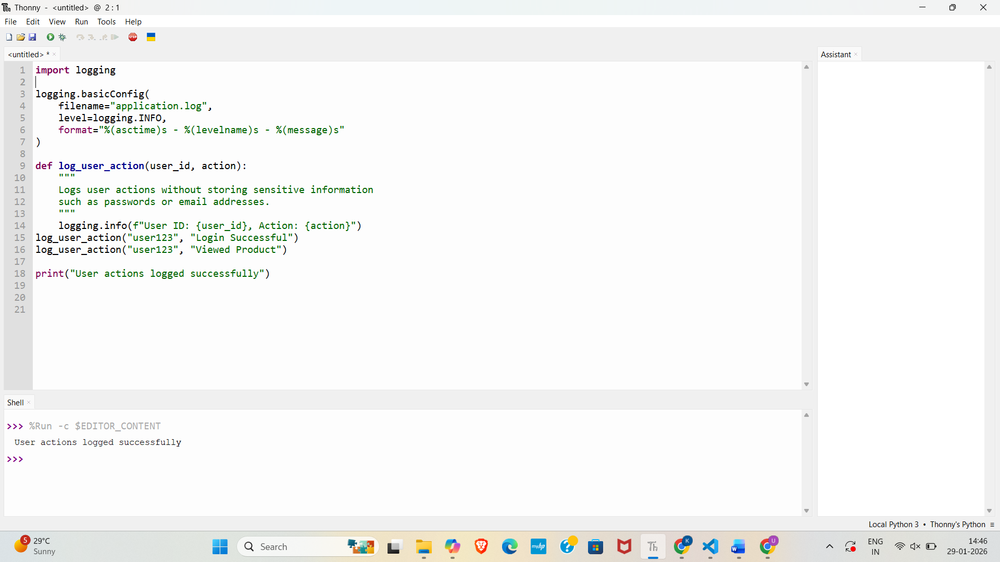 Thonny - <untitled> @ 2:1
File Edit View Run Tools Help
STOP
<untitled> * ×
Assistant ×
1 import logging
2
3 logging.basicConfig(
4     filename="application.log",
5     level=logging.INFO,
6     format="%(asctime)s - %(levelname)s - %(message)s"
7 )
8
9 def log_user_action(user_id, action):
10     """
11     Logs user actions without storing sensitive information
12     such as passwords or email addresses.
13     """
14     logging.info(f"User ID: {user_id}, Action: {action}")
15 log_user_action("user123", "Login Successful")
16 log_user_action("user123", "Viewed Product")
17
18 print("User actions logged successfully")
19
20
21
Shell ×
>>> %Run -c $EDITOR_CONTENT
User actions logged successfully
>>>
Local Python 3 • Thonny's Python ≡
5
29°C
Sunny
Search
myhp
Th
K
W
U
ENG
IN
14:46
29-01-2026